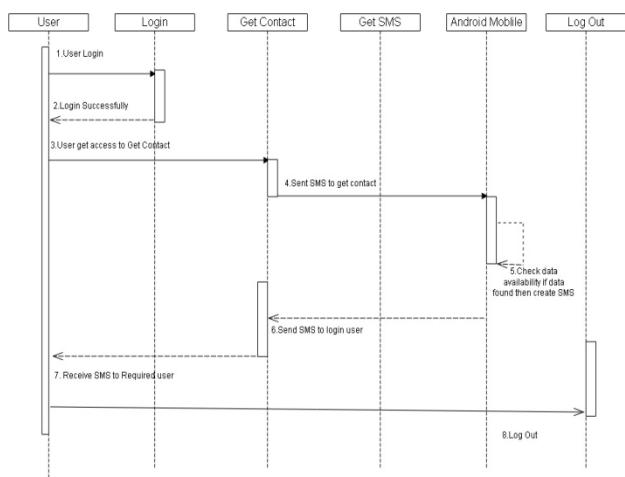 User
Login
Get Contact
Get SMS
Android Moblile
Log Out
1.User Login
2.Login Successfully
3.User get access to Get Contact
4.Sent SMS to get contact
5.Check data
availability if data
found then create SMS
6.Send SMS to login user
7. Receive SMS to Required user
8.Log Out